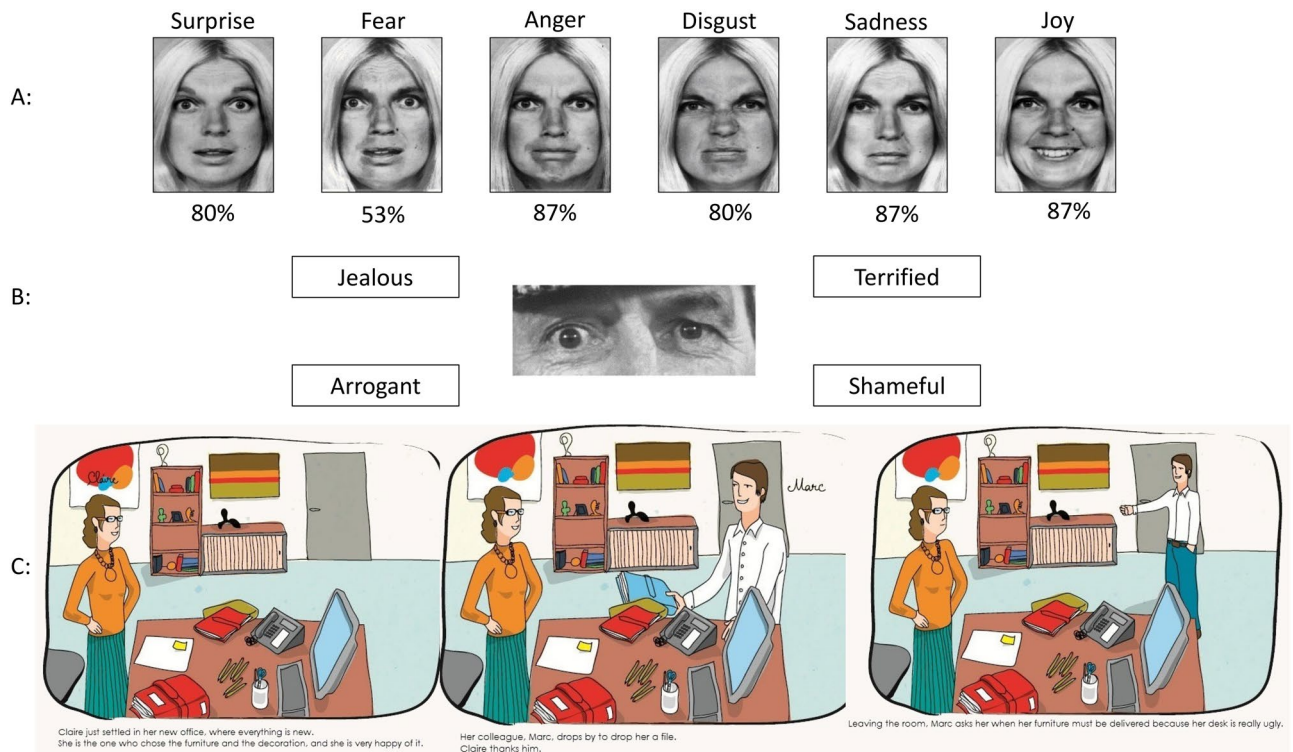 Surprise Fear Anger Disgust Sadness Joy
A:
80% 53% 87% 80% 87% 87%
Jealous Terrified
B:
Arrogant Shameful
Claire
Marc
C:
Claire just settled in her new office, where everything is new.
She is the one who chose the furniture and the decoration, and she is very happy of it.
Her colleague, Marc, drops by to drop her a file.
Claire thanks him.
Leaving the room, Marc asks her when her furniture must be delivered because her desk is really ugly.